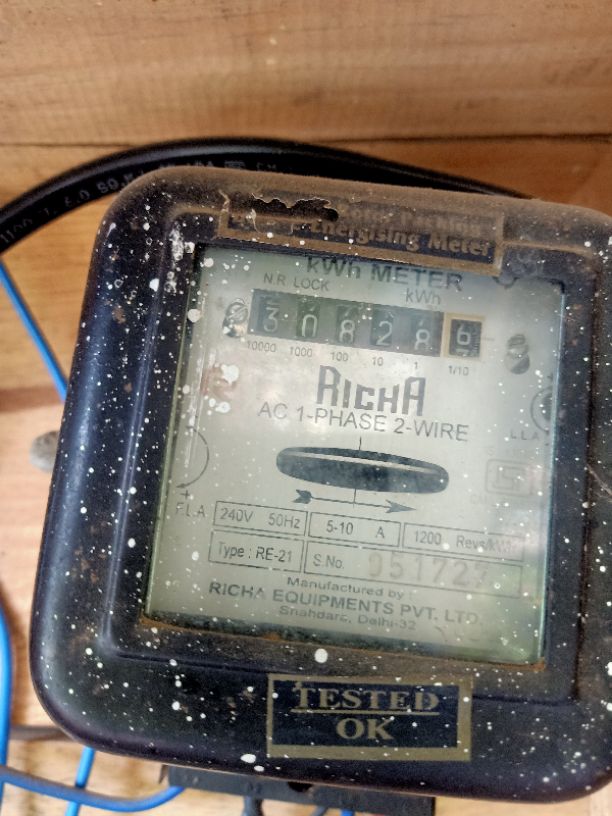 Energising Meter
kWh METER
N.R. LOCK
kWh
3 0 8 2 8 6
10000 1000 100 10 1 1/10
RICHA
AC 1-PHASE 2-WIRE
F.L.A
L.L.A
240V 50Hz 5-10 A 1200 Revs/kWh
Type : RE-21 S.No. 951727
Manufactured by :
RICHA EQUIPMENTS PVT. LTD.
Shahdara, Delhi-32
TESTED
OK